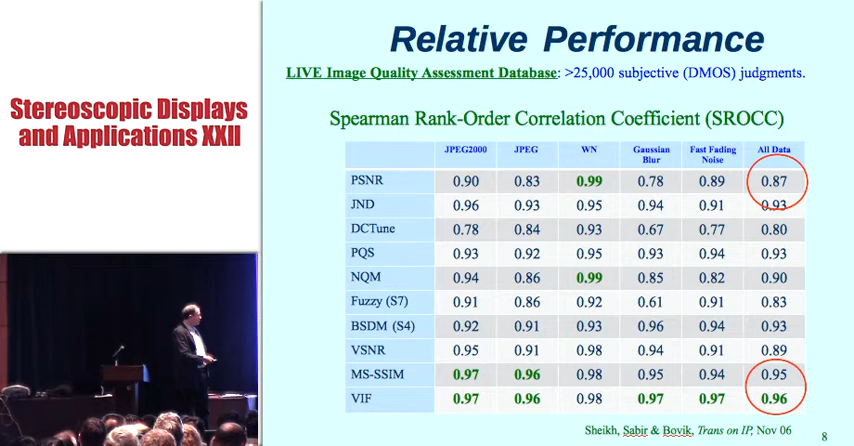 Stereoscopic Displays
and Applications XXII
Relative Performance
LIVE Image Quality Assessment Database: >25,000 subjective (DMOS) judgments.
Spearman Rank-Order Correlation Coefficient (SROCC)
JPEG2000 JPEG WN Gaussian Blur Fast Fading Noise All Data
PSNR 0.90 0.83 0.99 0.78 0.89 0.87
JND 0.96 0.93 0.95 0.94 0.91 0.93
DCTune 0.78 0.84 0.93 0.67 0.77 0.80
PQS 0.93 0.92 0.95 0.93 0.94 0.93
NQM 0.94 0.86 0.99 0.85 0.82 0.90
Fuzzy (S7) 0.91 0.86 0.92 0.61 0.91 0.83
BSDM (S4) 0.92 0.91 0.93 0.96 0.94 0.93
VSNR 0.95 0.91 0.98 0.94 0.91 0.89
MS-SSIM 0.97 0.96 0.98 0.95 0.94 0.95
VIF 0.97 0.96 0.98 0.97 0.97 0.96
Sheikh, Sabir & Bovik, Trans on IP, Nov 06
8